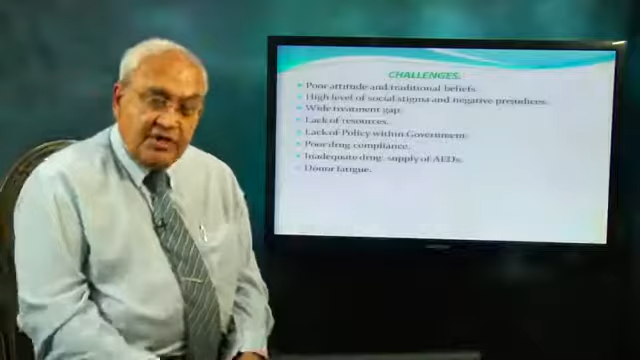 CHALLENGES.
Poor attitude and traditional beliefs.
High level of social stigma and negative prejudices.
Wide treatment gap.
Lack of resources.
Lack of Policy within Government.
Poor drug compliance.
Inadequate drug supply of AEDs.
Donor fatigue.